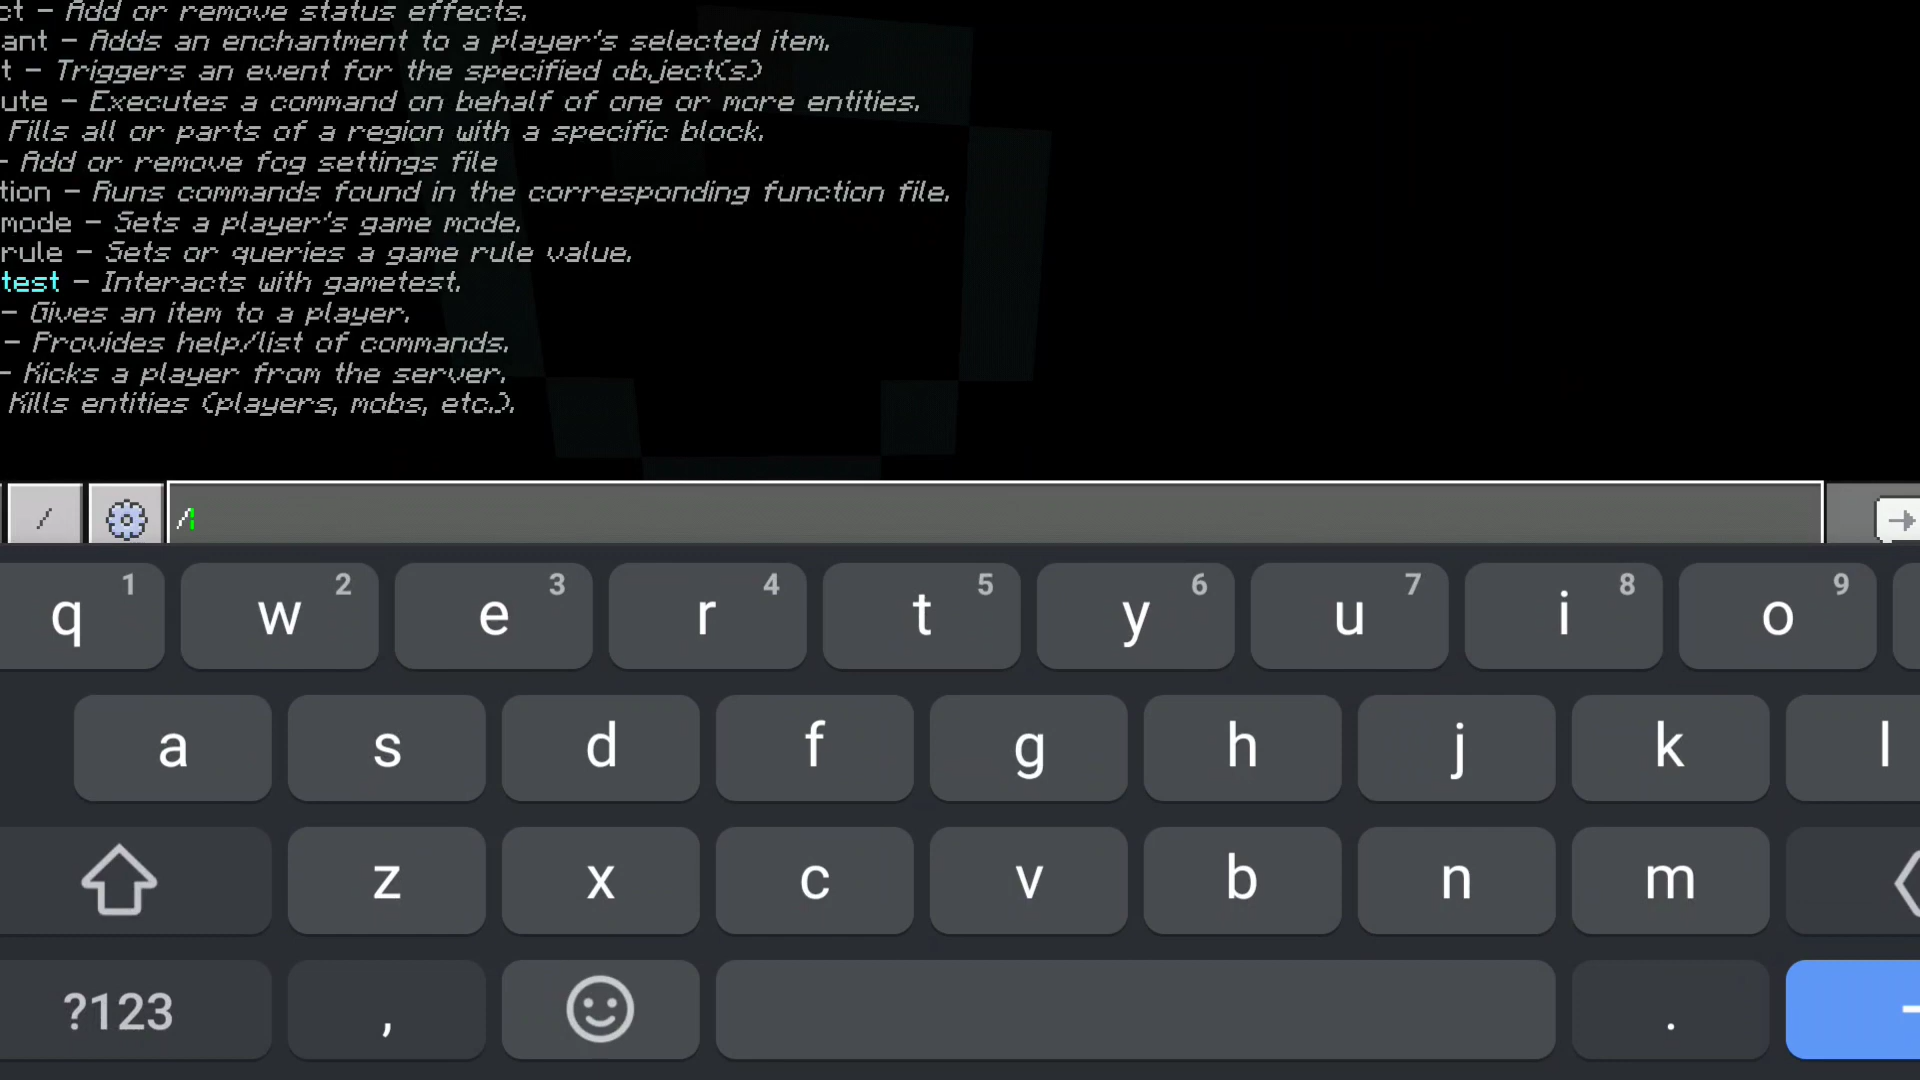 ct - Add or remove status effects.
ant - Adds an enchantment to a player's selected item.
t - Triggers an event for the specified object(s)
ute - Executes a command on behalf of one or more entities.
Fills all or parts of a region with a specific block.
- Add or remove fog settings file
tion - Runs commands found in the corresponding function file.
mode - Sets a player's game mode.
rule - Sets or queries a game rule value.
test - Interacts with gametest.
- Gives an item to a player.
- Provides help/list of commands.
- Kicks a player from the server.
Kills entities (players, mobs, etc.).
/ /
1 2 3 4 5 6 7 8 9
q w e r t y u i o
a s d f g h j k l
z x c v b n m
?123 , .